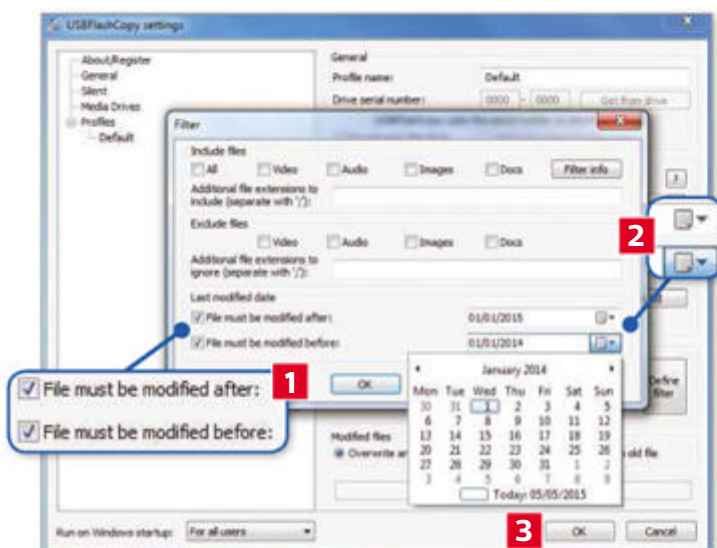 USBFlashCopy settings
About/Register
General
Silent
Media Drives
Profiles
Default
General
Profile name: Default
Drive serial number: 0000 - 0000 Get from drive
Filter
Include files
All Video Audio Images Docs Filter info
Additional file extensions to
include (separate with ';'):
Exclude files
Video Audio Images Docs
Additional file extensions to
ignore (separate with ';'):
Last modified date
File must be modified after: 01/01/2015
File must be modified before: 01/01/2014
OK
?
2
File must be modified after:
File must be modified before:
1
January 2014
Mon Tue Wed Thu Fri Sat Sun
30 31 1 2 3 4 5
6 7 8 9 10 11 12
13 14 15 16 17 18 19
20 21 22 23 24 25 26
27 28 29 30 31 1 2
3 4 5 6 7 8 9
Today: 05/05/2015
Define
filter
Modified files
Overwrite
old file
Run on Windows startup: For all users
3
OK Cancel